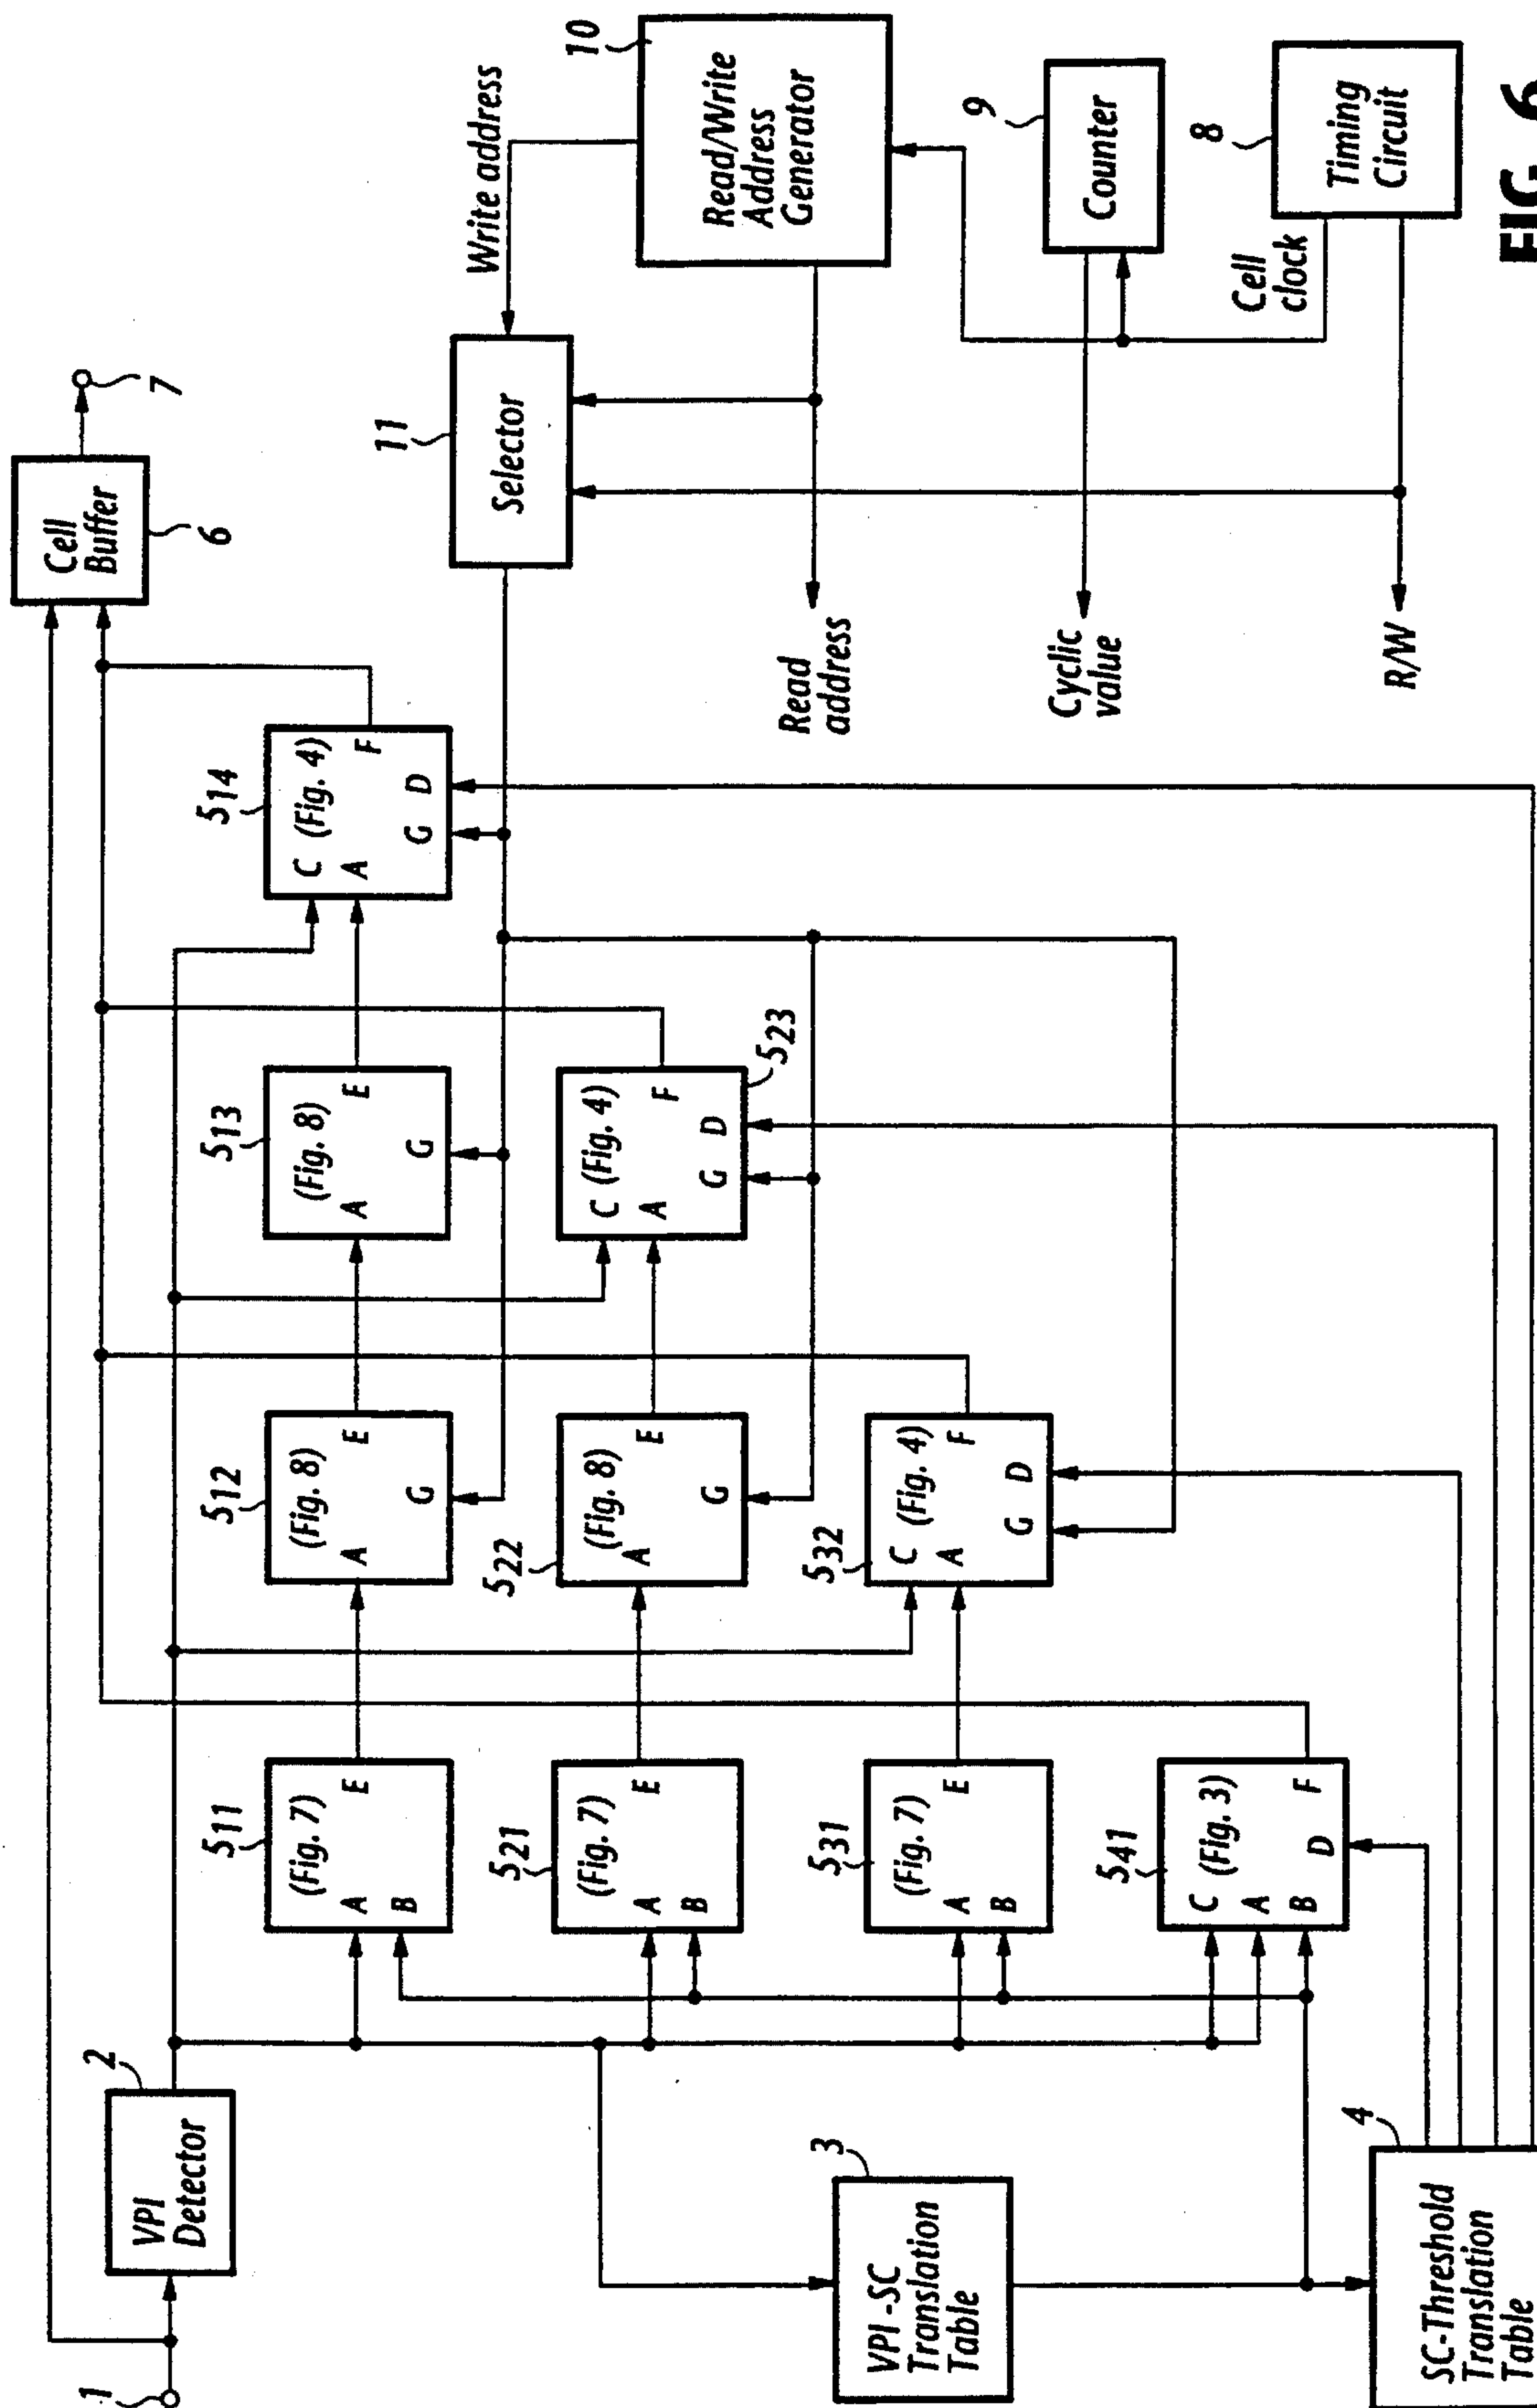 1
2
VPI
Detector
Cell
Buffer
6
7
3
VPI-SC
Translation
Table
4
SC-Threshold
Translation
Table
511
(Fig. 7)
A
B
E
512
(Fig. 8)
A
E
G
513
(Fig. 8)
A
E
G
514
C (Fig. 4)
A
F
G D
521
(Fig. 7)
A
B
E
522
(Fig. 8)
A
E
G
523
C (Fig. 4)
A
F
G D
531
(Fig. 7)
A
B
E
532
C (Fig. 4)
A
F
G D
541
C (Fig. 3)
A
B
F
D
11
Selector
Write address
10
Read/Write
Address
Generator
Read
address
9
Counter
Cyclic
value
8
Timing
Circuit
Cell
clock
R/W
FIG. 6